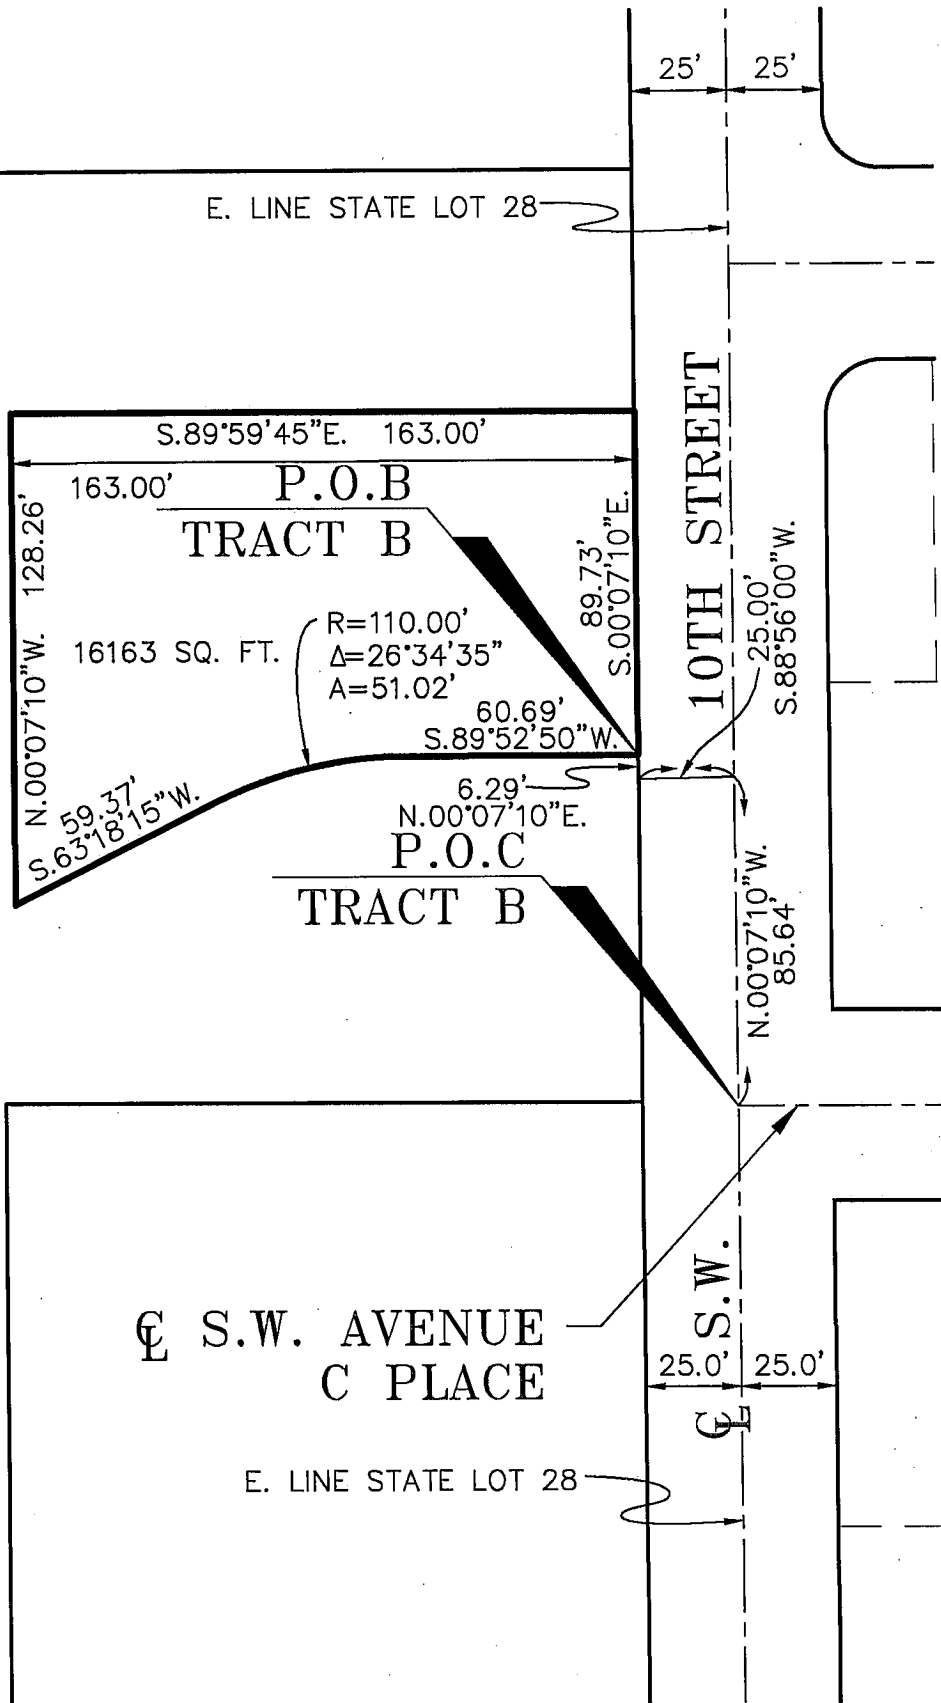 25' 25'
E. LINE STATE LOT 28
S.89°59'45"E. 163.00'
163.00'
P.O.B
TRACT B
N.00°07'10"W. 128.26'
89.73'
S.00°07'10"E.
16163 SQ. FT.
R=110.00'
Δ=26°34'35"
A=51.02'
60.69'
S.89°52'50"W.
59.37'
S.63°18'15"W.
6.29'
N.00°07'10"E.
25.00'
S.88°56'00"W.
P.O.C
TRACT B
N.00°07'10"W.
85.64'
℄ S.W. 10TH STREET
℄ S.W. AVENUE
C PLACE
25.0' 25.0'
E. LINE STATE LOT 28